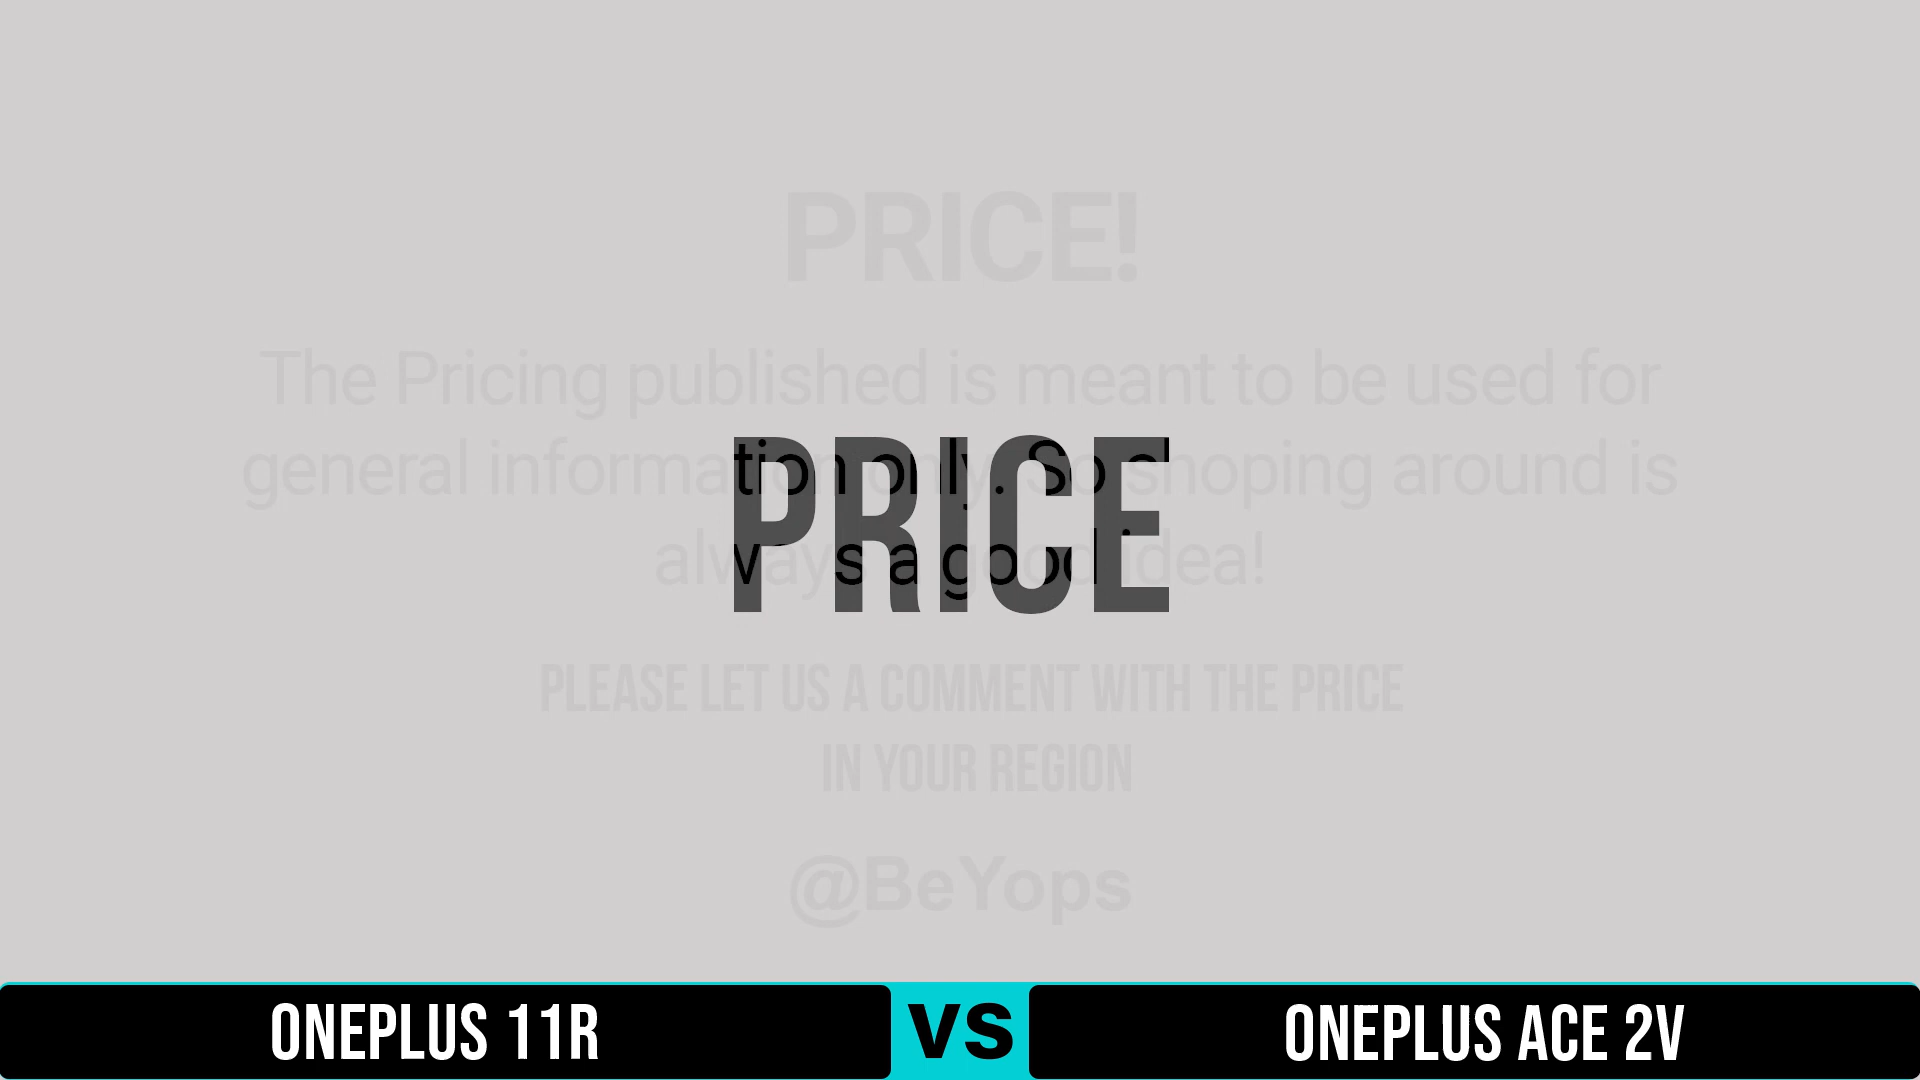 PRICE!
The Pricing published is meant to be used for
general information only. So shoping around is
PRICE
always a good idea!
PLEASE LET US A COMMENT WITH THE PRICE
IN YOUR REGION
@BeYops
ONEPLUS 11R VS ONEPLUS ACE 2V